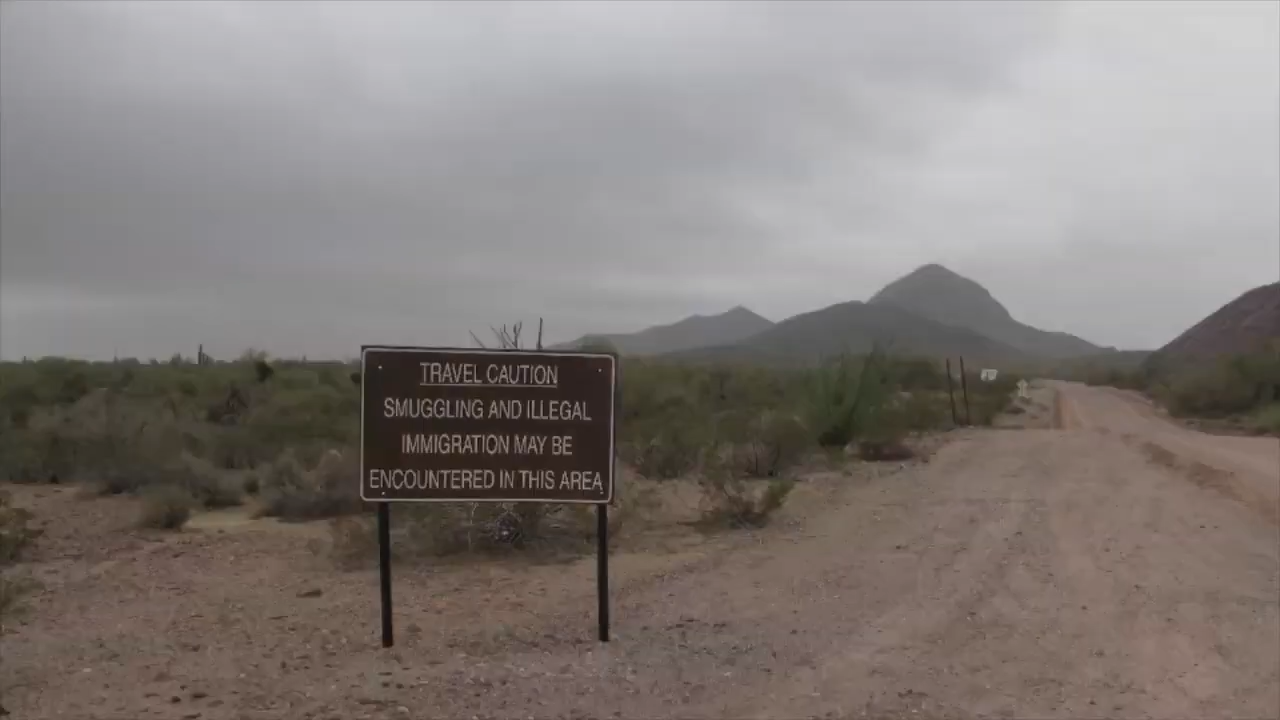 TRAVEL CAUTION
SMUGGLING AND ILLEGAL
IMMIGRATION MAY BE
ENCOUNTERED IN THIS AREA